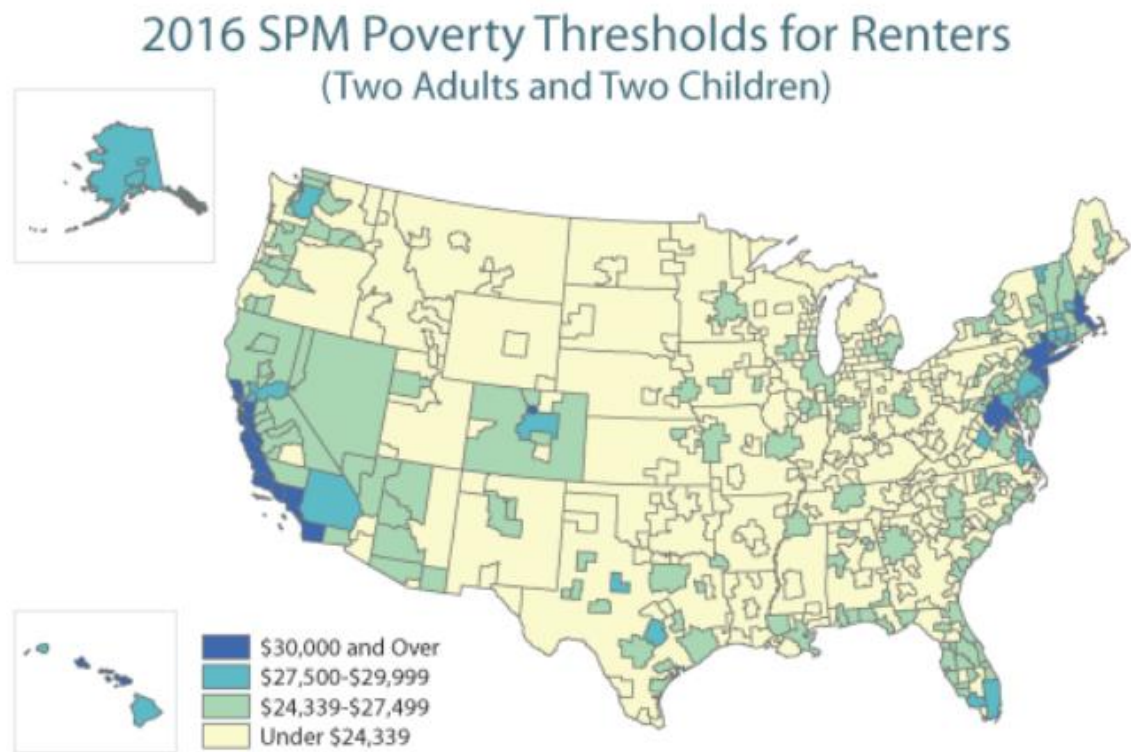 2016 SPM Poverty Thresholds for Renters
(Two Adults and Two Children)
$30,000 and Over
$27,500-$29,999
$24,339-$27,499
Under $24,339